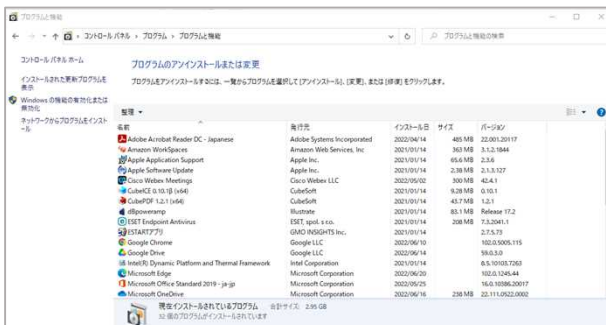 プログラムと機能
コントロール パネル › プログラム › プログラムと機能
プログラムと機能の検索
コントロール パネル ホーム
インストールされた更新プログラムを
表示
Windows の機能の有効化または
無効化
ネットワークからプログラムをインスト
ール
プログラムのアンインストールまたは変更
プログラムをアンインストールするには、一覧からプログラムを選択して [アンインストール]、[変更]、または [修復] をクリックします。
整理
名前 発行元 インストール日 サイズ バージョン
Adobe Acrobat Reader DC - Japanese Adobe Systems Incorporated 2022/04/14 485 MB 22.001.20117
Amazon WorkSpaces Amazon Web Services, Inc 2021/01/14 363 MB 3.1.2.1844
Apple Application Support Apple Inc. 2021/01/14 65.6 MB 2.3.6
Apple Software Update Apple Inc. 2021/01/14 2.38 MB 2.1.3.127
Cisco Webex Meetings Cisco Webex LLC 2022/05/02 300 MB 42.4.1
CubeICE 0.10.1β (x64) CubeSoft 2021/01/14 9.28 MB 0.10.1
CubePDF 1.2.1 (x64) CubeSoft 2021/01/14 43.7 MB 1.2.1
dBpoweramp Illustrate 2021/01/14 83.1 MB Release 17.2
ESET Endpoint Antivirus ESET, spol. s r.o. 2021/01/14 208 MB 7.3.2041.1
ESTARTアプリ GMO INSIGHTS Inc. 2021/01/14 2.7.5.73
Google Chrome Google LLC 2022/06/10 102.0.5005.115
Google Drive Google LLC 2022/06/14 59.0.3.0
Intel(R) Dynamic Platform and Thermal Framework Intel Corporation 2021/01/14 8.5.10103.7263
Microsoft Edge Microsoft Corporation 2022/06/20 102.0.1245.44
Microsoft Office Standard 2019 - ja-jp Microsoft Corporation 2022/05/25 16.0.10386.20017
Microsoft OneDrive Microsoft Corporation 2022/06/16 238 MB 22.111.0522.0002
現在インストールされているプログラム 合計サイズ: 2.95 GB
32 個のプログラムがインストールされています